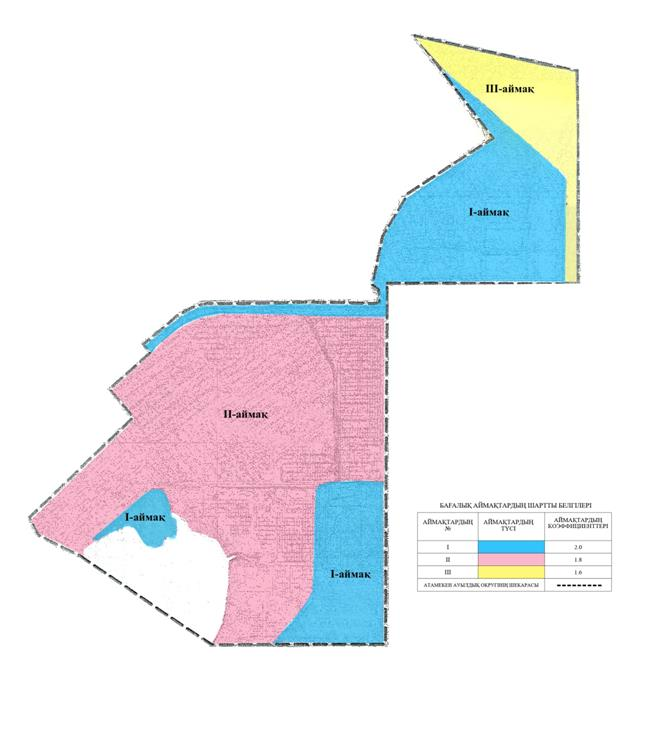 III-аймақ
I-аймақ
II-аймақ
I-аймақ
I-аймақ
БАҒАЛЫҚ АЙМАҚТАРДЫҢ ШАРТТЫ БЕЛГІЛЕРІ
АЙМАҚТАРДЫҢ № АЙМАҚТАРДЫҢ ТҮСІ АЙМАҚТАРДЫҢ КОЭФФИЦИЕНТТЕРІ
I 2.0
II 1.8
III 1.6
АТАМЕКЕН АУЫЛДЫҚ ОКРУГІНІҢ ШЕКАРАСЫ